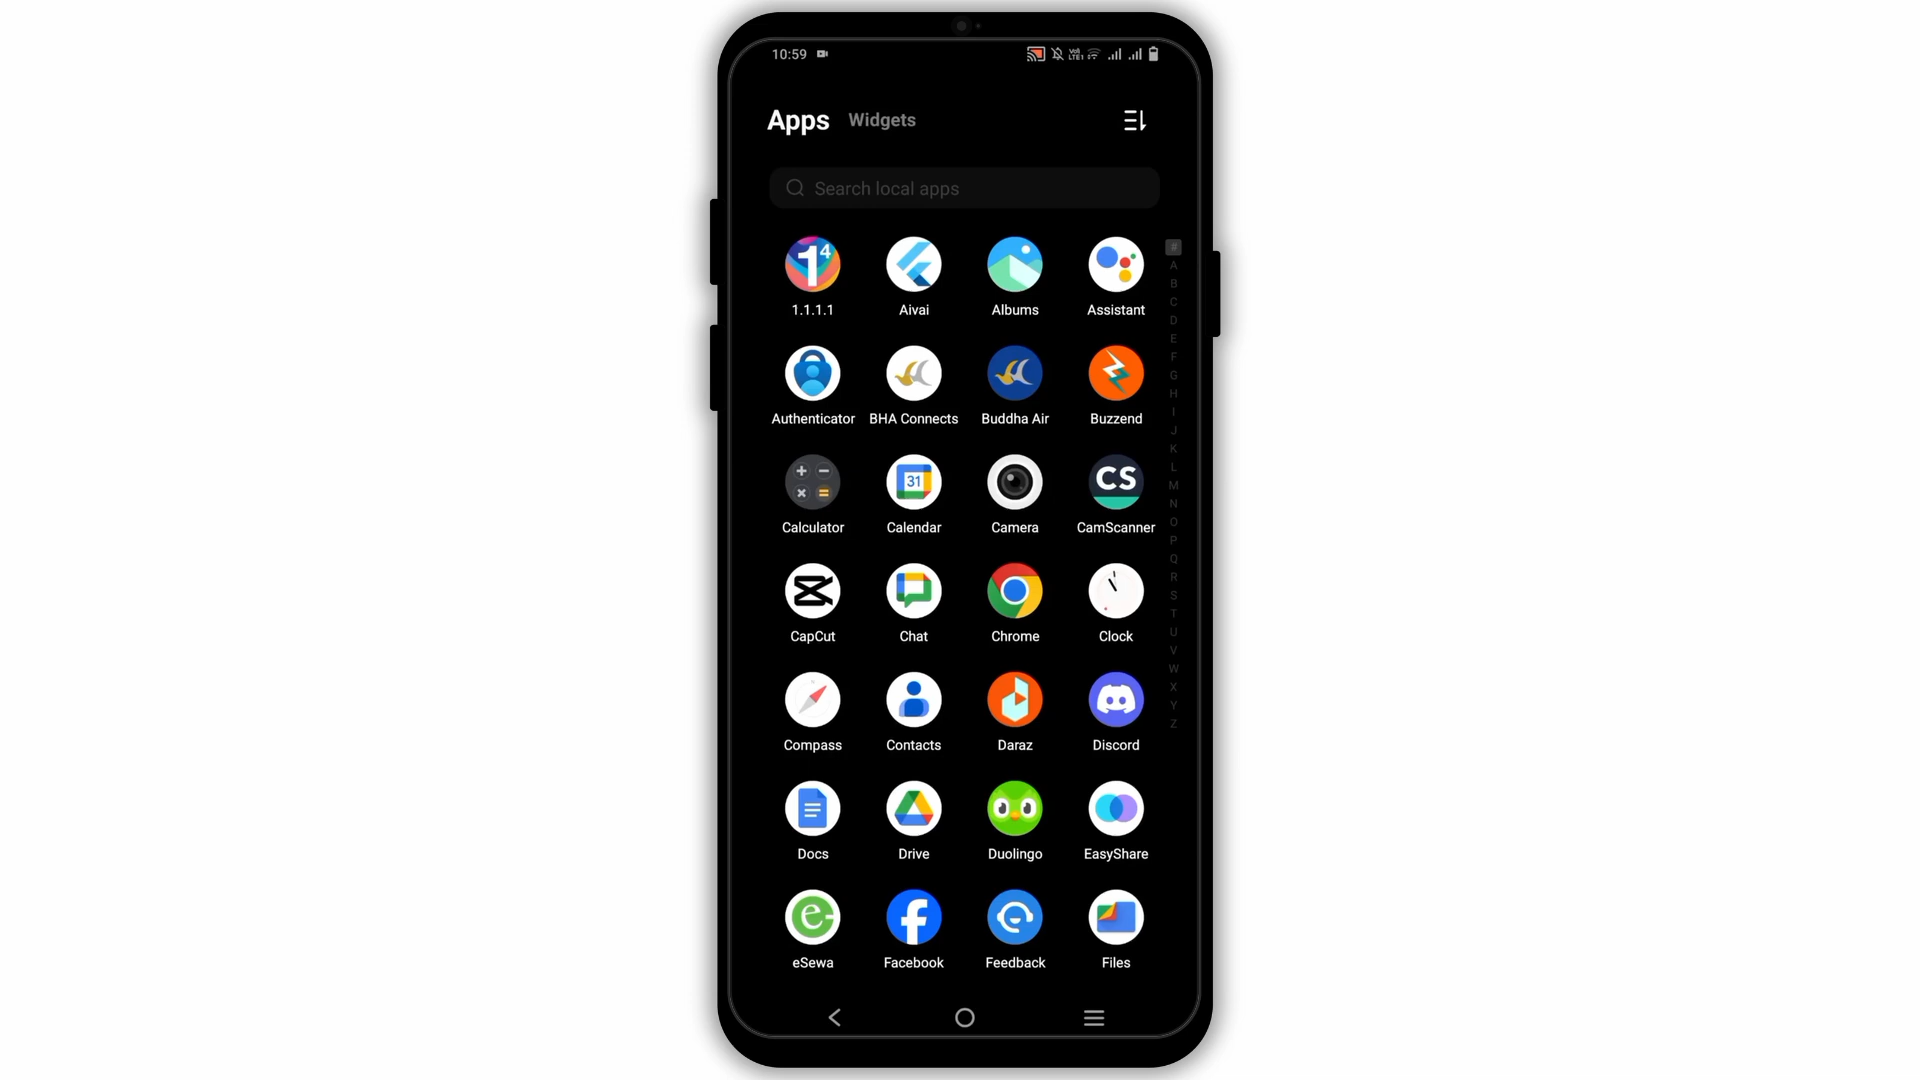 10:59
VoI
LTE1
Apps Widgets
Search local apps
1.1.1.1 Aivai Albums Assistant
Authenticator BHA Connects Buddha Air Buzzend
31
CS
Calculator Calendar Camera CamScanner
CapCut Chat Chrome Clock
Compass Contacts Daraz Discord
Docs Drive Duolingo EasyShare
eSewa Facebook Feedback Files
#
A
B
C
D
E
F
G
H
I
J
K
L
M
N
O
P
Q
R
S
T
U
V
W
X
Y
Z